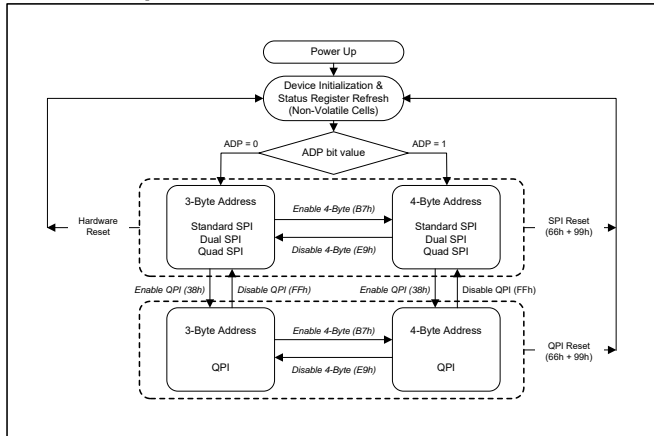 Power Up
Device Initialization &
Status Register Refresh
(Non-Volatile Cells)
ADP = 0
ADP bit value
ADP = 1
3-Byte Address
Standard SPI
Dual SPI
Quad SPI
Enable 4-Byte (B7h)
Disable 4-Byte (E9h)
4-Byte Address
Standard SPI
Dual SPI
Quad SPI
Hardware
Reset
SPI Reset
(66h + 99h)
Enable QPI (38h)
Disable QPI (FFh)
Enable QPI (38h)
Disable QPI (FFh)
3-Byte Address
QPI
Enable 4-Byte (B7h)
Disable 4-Byte (E9h)
4-Byte Address
QPI
QPI Reset
(66h + 99h)